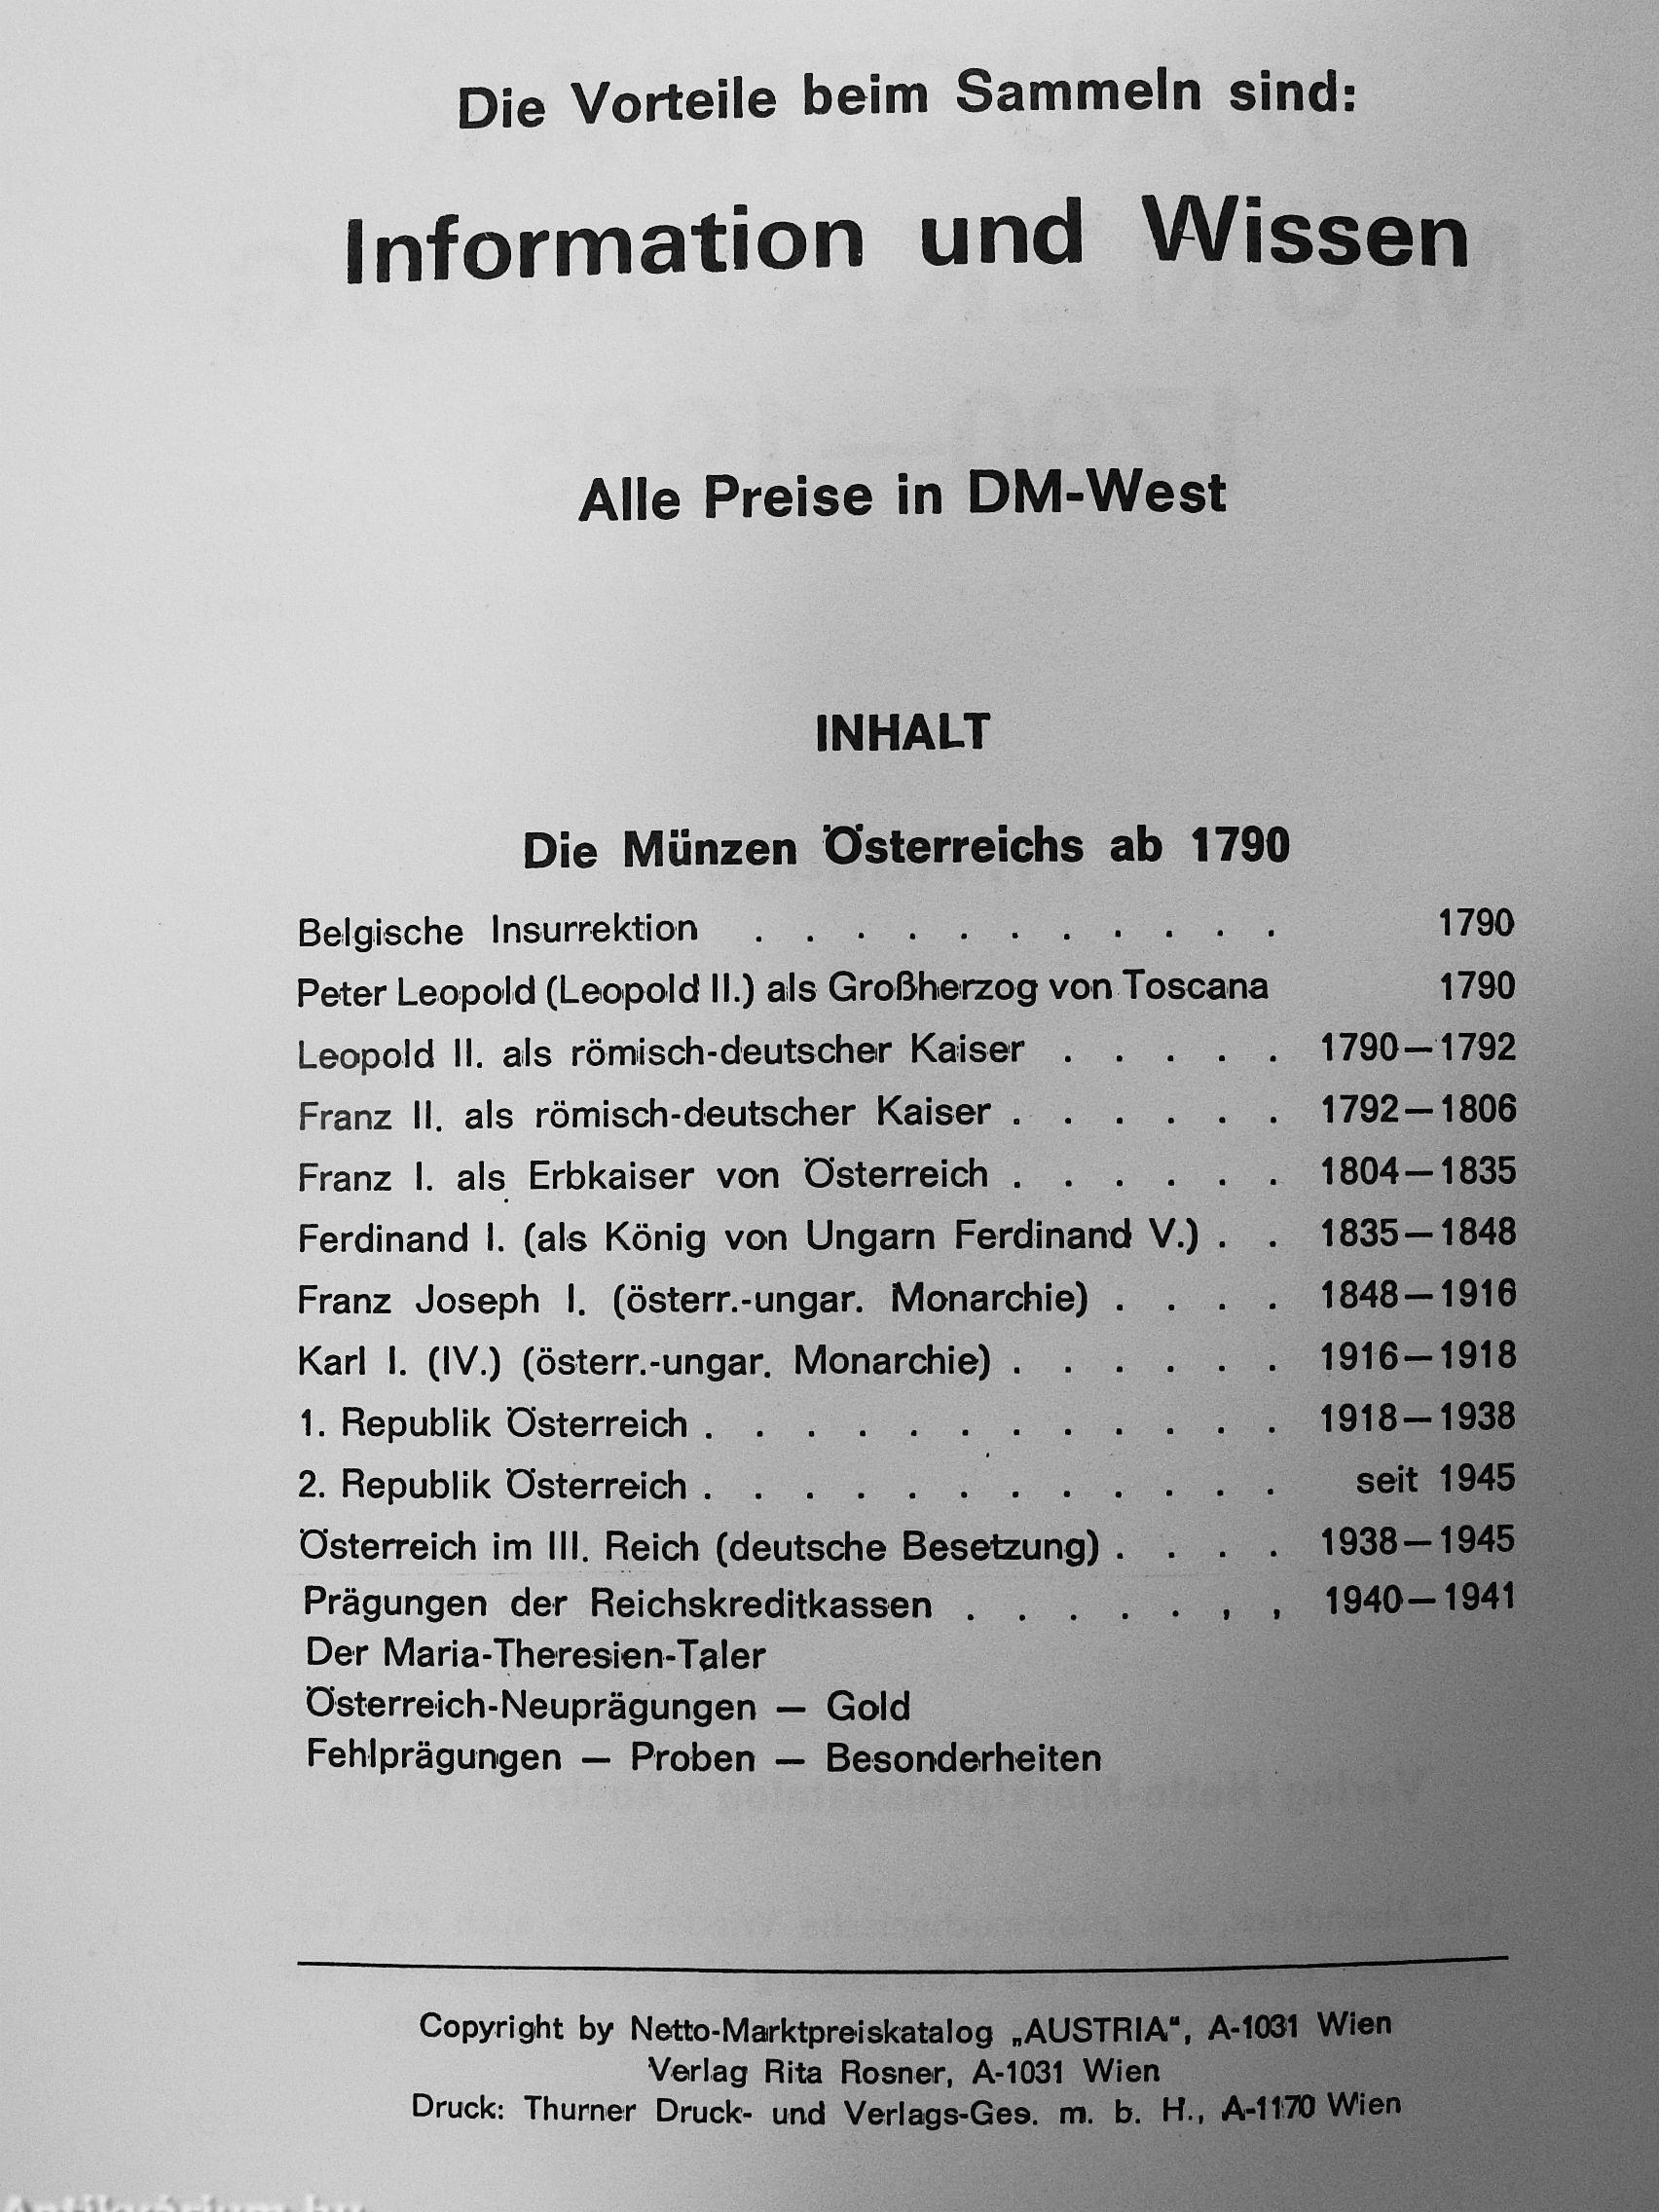 Die Vorteile beim Sammeln sind:
Information und Wissen
Alle Preise in DM-West
INHALT
Die Münzen Österreichs ab 1790
Belgische Insurrektion . . . . . . . . . . . 1790
Peter Leopold (Leopold II.) als Großherzog von Toscana 1790
Leopold II. als römisch-deutscher Kaiser . . . . . 1790—1792
Franz II. als römisch-deutscher Kaiser . . . . . . 1792—1806
Franz I. als Erbkaiser von Österreich . . . . . . 1804—1835
Ferdinand I. (als König von Ungarn Ferdinand V.) . . 1835—1848
Franz Joseph I. (österr.-ungar. Monarchie) . . . . 1848—1916
Karl I. (IV.) (österr.-ungar. Monarchie) . . . . . . 1916—1918
1. Republik Österreich . . . . . . . . . . . . 1918—1938
2. Republik Österreich . . . . . . . . . . . . seit 1945
Österreich im III. Reich (deutsche Besetzung) . . . . 1938—1945
Prägungen der Reichskreditkassen . . . . . , , 1940—1941
Der Maria-Theresien-Taler
Österreich-Neuprägungen — Gold
Fehlprägungen — Proben — Besonderheiten
Copyright by Netto-Marktpreiskatalog „AUSTRIA“, A-1031 Wien
Verlag Rita Rosner, A-1031 Wien
Druck: Thurner Druck- und Verlags-Ges. m. b. H., A-1170 Wien